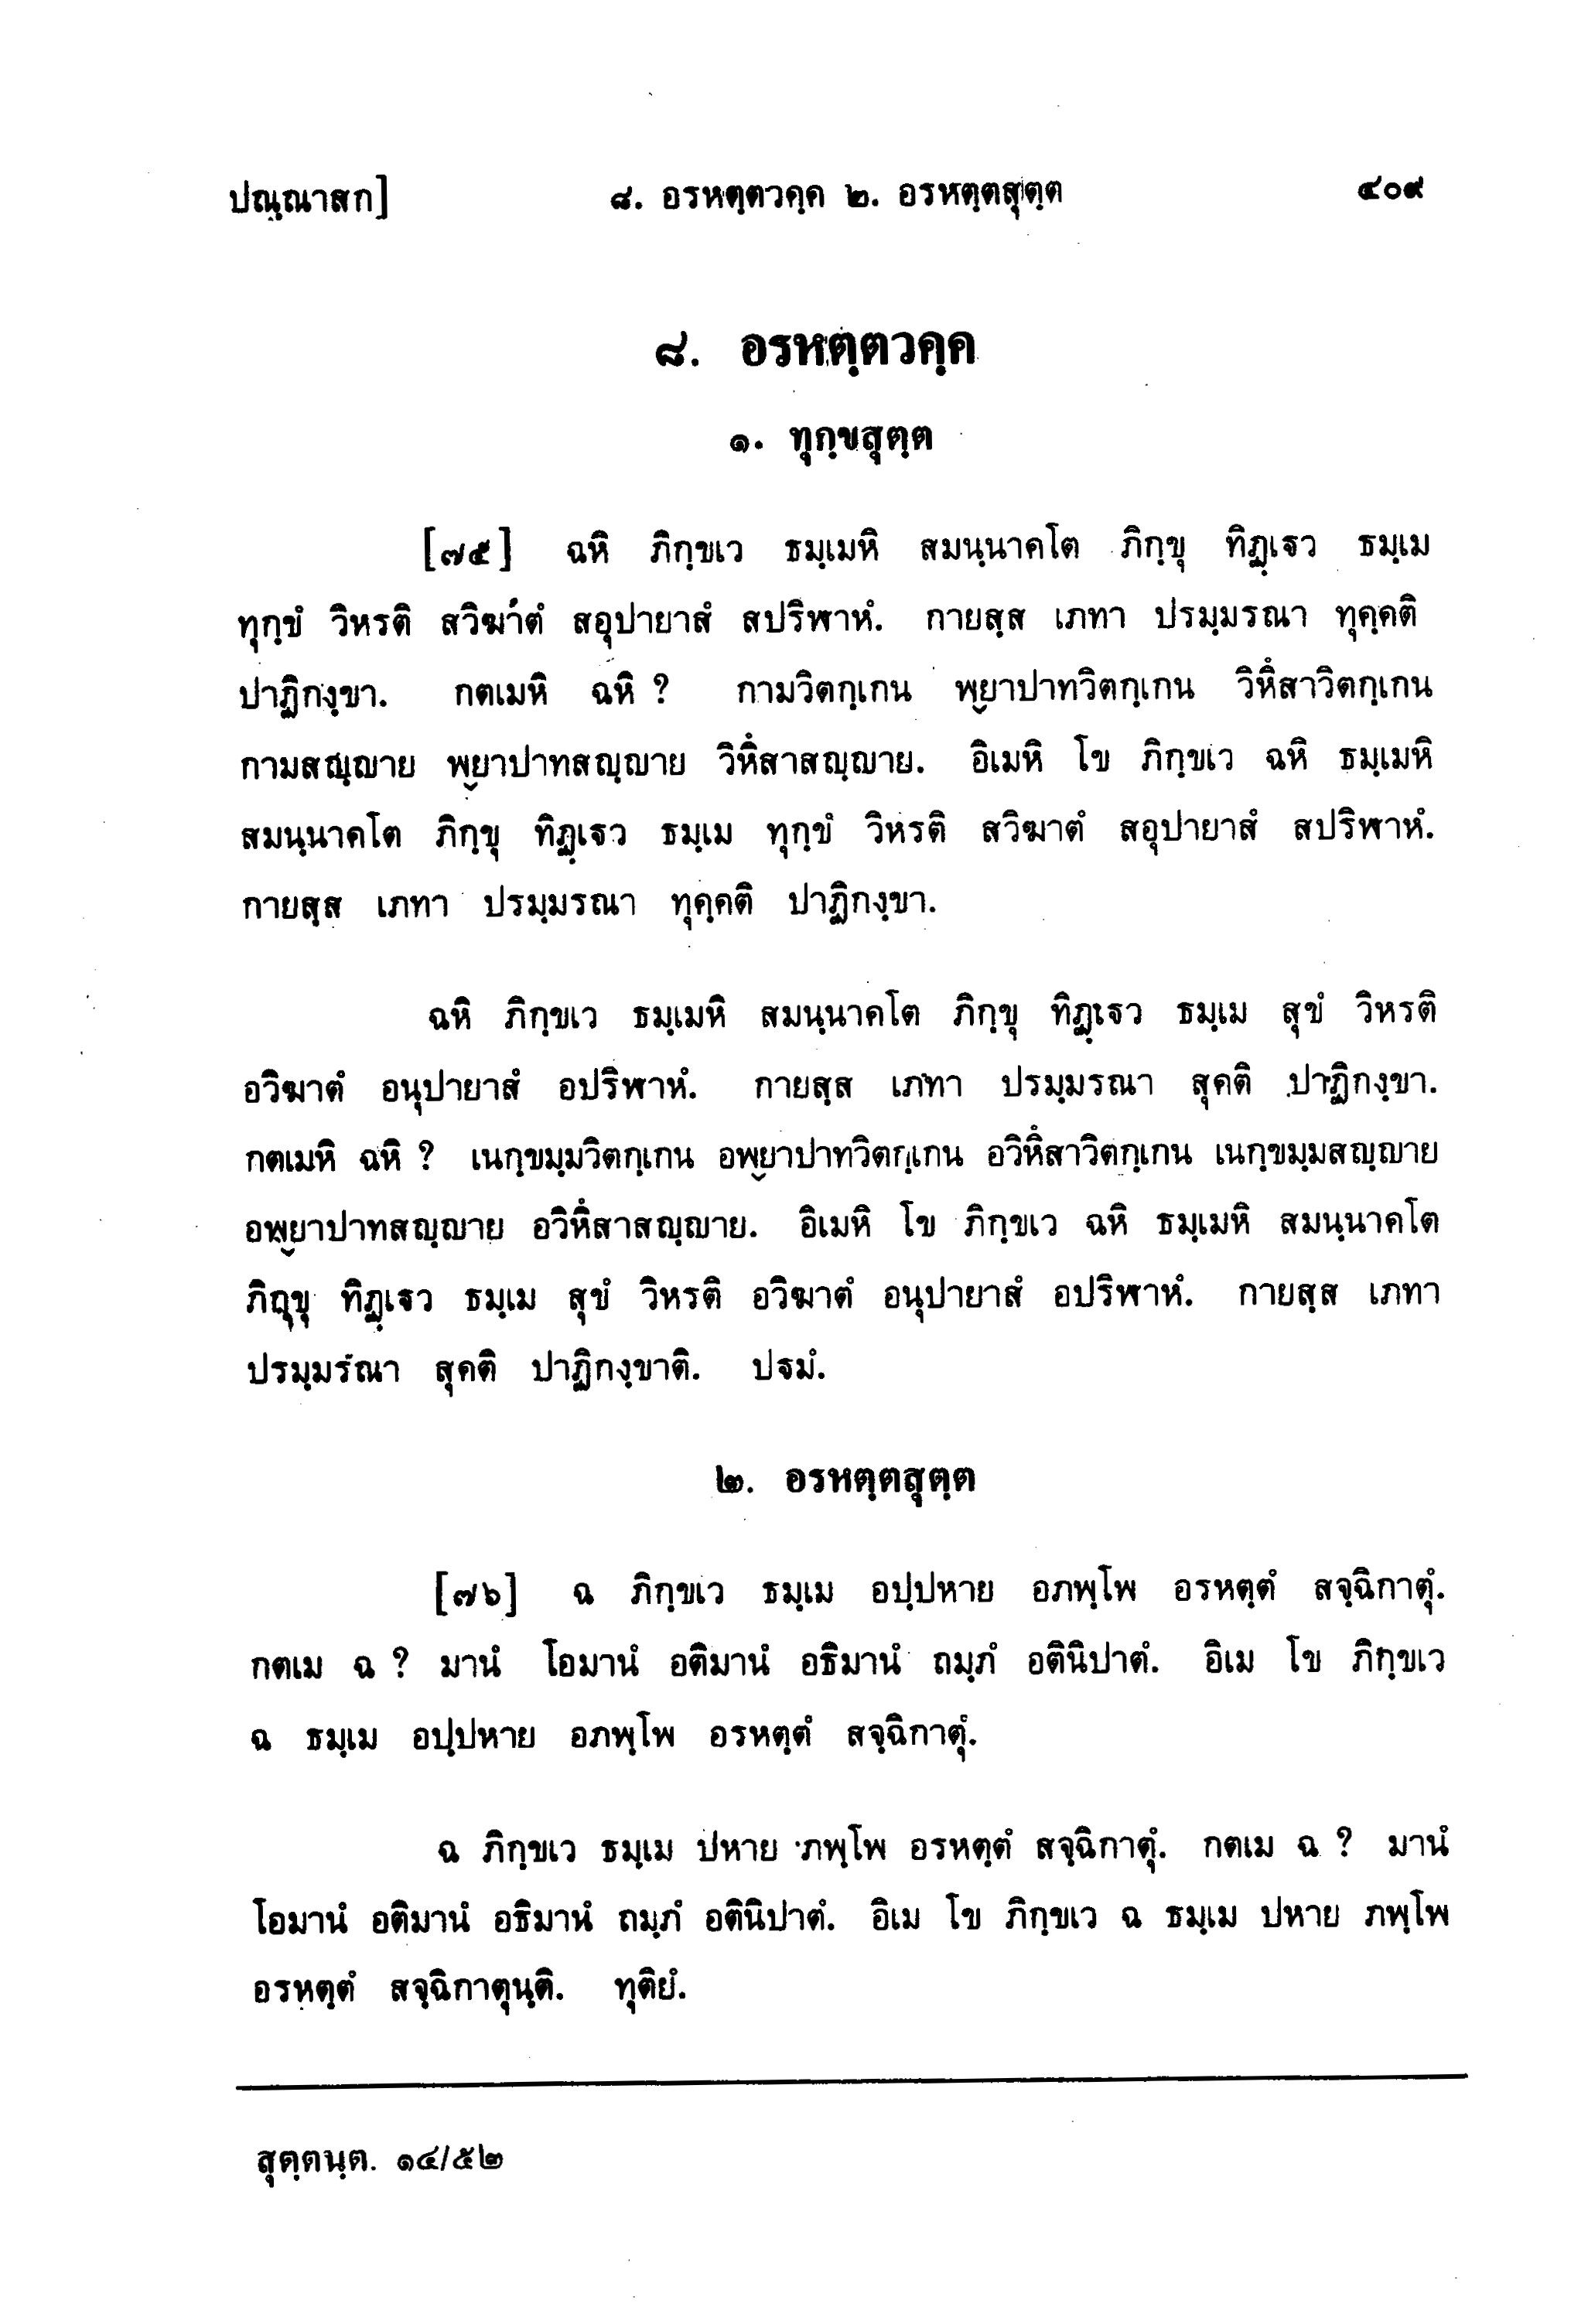 ปณฺณาสก] ๘. อรหตฺตวคฺค ๒. อรหตฺตสุตฺต ๔๐๙
๘. อรหตฺตวคฺค
๑. ทุกฺขสุตฺต
[๗๕] ฉหิ ภิกฺขเว ธมฺเมหิ สมนฺนาคโต ภิกฺขุ ทิฏฺเฐว ธมฺเม
ทุกฺขํ วิหรติ สวิฆาตํ สอุปายาสํ สปริฬาหํ. กายสฺส เภทา ปรมฺมรณา ทุคฺคติ
ปาฏิกงฺขา. กตเมหิ ฉหิ ? กามวิตกฺเกน พฺยาปาทวิตกฺเกน วิหึสาวิตกฺเกน
กามสญฺญาย พฺยาปาทสญฺญาย วิหึสาสญฺญาย. อิเมหิ โข ภิกฺขเว ฉหิ ธมฺเมหิ
สมนฺนาคโต ภิกฺขุ ทิฏฺเฐว ธมฺเม ทุกฺขํ วิหรติ สวิฆาตํ สอุปายาสํ สปริฬาหํ.
กายสฺส เภทา ปรมฺมรณา ทุคฺคติ ปาฏิกงฺขา.
ฉหิ ภิกฺขเว ธมฺเมหิ สมนฺนาคโต ภิกฺขุ ทิฏฺเฐว ธมฺเม สุขํ วิหรติ
อวิฆาตํ อนุปายาสํ อปริฬาหํ. กายสฺส เภทา ปรมฺมรณา สุคติ ปาฏิกงฺขา.
กตเมหิ ฉหิ ? เนกฺขมฺมวิตกฺเกน อพฺยาปาทวิตกฺเกน อวิหึสาวิตกฺเกน เนกฺขมฺมสญฺญาย
อพฺยาปาทสญฺญาย อวิหึสาสญฺญาย. อิเมหิ โข ภิกฺขเว ฉหิ ธมฺเมหิ สมนฺนาคโต
ภิกฺขุ ทิฏฺเฐว ธมฺเม สุขํ วิหรติ อวิฆาตํ อนุปายาสํ อปริฬาหํ. กายสฺส เภทา
ปรมฺมรณา สุคติ ปาฏิกงฺขาติ. ปฐมํ.
๒. อรหตฺตสุตฺต
[๗๖] ฉ ภิกฺขเว ธมฺเม อปฺปหาย อภพฺโพ อรหตฺตํ สจฺฉิกาตุํ.
กตเม ฉ ? มานํ โอมานํ อติมานํ อธิมานํ ถมฺภํ อตินิปาตํ. อิเม โข ภิกฺขเว
ฉ ธมฺเม อปฺปหาย อภพฺโพ อรหตฺตํ สจฺฉิกาตุํ.
ฉ ภิกฺขเว ธมฺเม ปหาย ภพฺโพ อรหตฺตํ สจฺฉิกาตุํ. กตเม ฉ ? มานํ
โอมานํ อติมานํ อธิมานํ ถมฺภํ อตินิปาตํ. อิเม โข ภิกฺขเว ฉ ธมฺเม ปหาย ภพฺโพ
อรหตฺตํ สจฺฉิกาตุนฺติ. ทุติยํ.
สุตฺตนฺต. ๑๔/๕๒